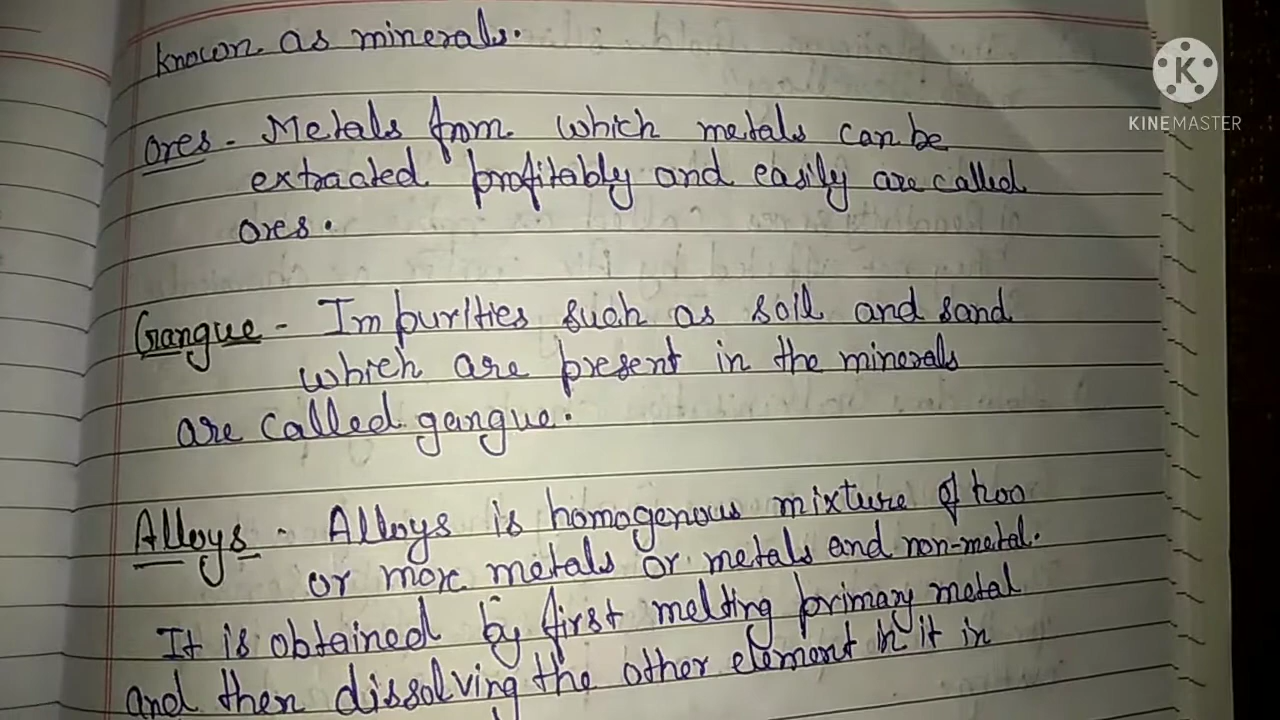 known as minerals.
K
KINEMASTER
Ores - Metals from which metals can be
extracted profitably and easily are called
ores.
Gangue - Impurities such as soil and sand
which are present in the minerals
are called gangue.
Alloys - Alloys is homogenous mixture of two
or more metals or metals and non-metal.
It is obtained by first melting primary metal
and then dissolving the other element in it in